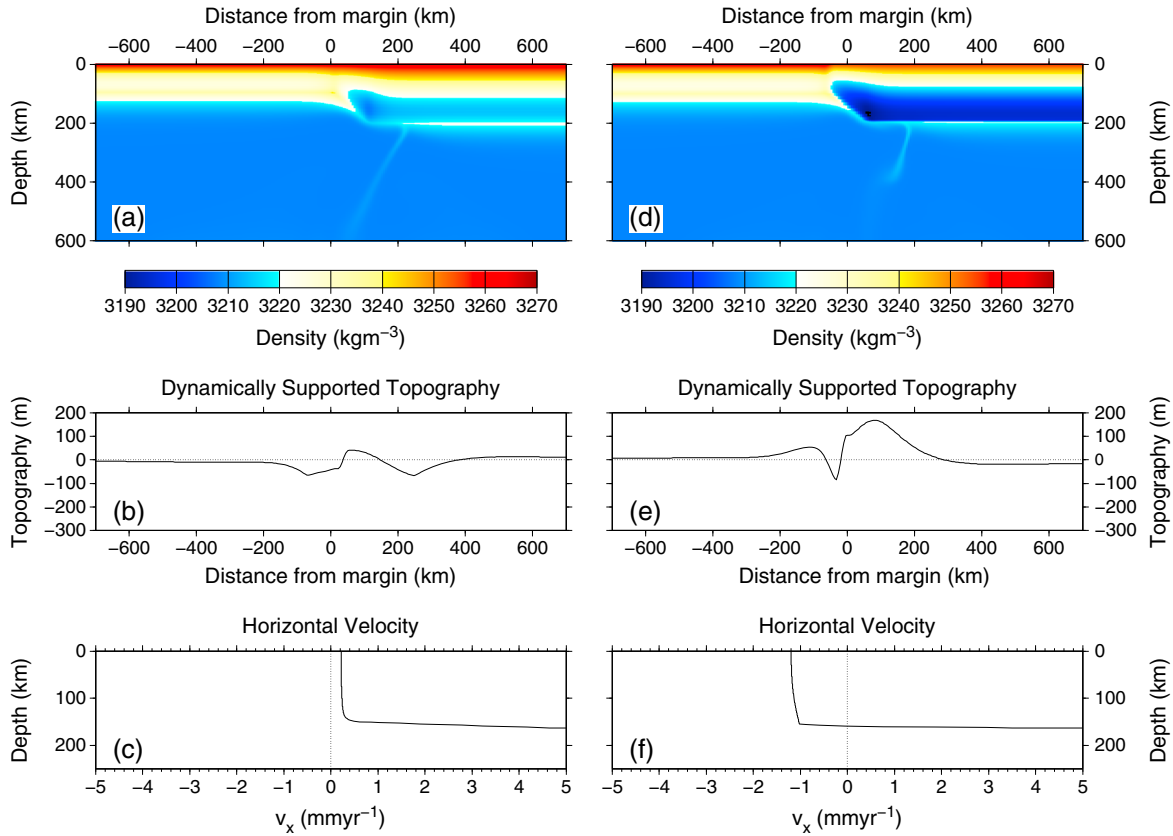 Distance from margin (km)
−600 −400 −200 0 200 400 600
0
200
400
600
Depth (km)
(a)
3190 3200 3210 3220 3230 3240 3250 3260 3270
Density (kgm−3)
Dynamically Supported Topography
200
100
0
−100
−200
−300
Topography (m)
(b)
−600 −400 −200 0 200 400 600
Distance from margin (km)
Horizontal Velocity
0
100
200
Depth (km)
(c)
−5 −4 −3 −2 −1 0 1 2 3 4 5
v_x (mmyr−1)
Distance from margin (km)
−600 −400 −200 0 200 400 600
0
200
400
600
Depth (km)
(d)
3190 3200 3210 3220 3230 3240 3250 3260 3270
Density (kgm−3)
Dynamically Supported Topography
200
100
0
−100
−200
−300
Topography (m)
(e)
−600 −400 −200 0 200 400 600
Distance from margin (km)
Horizontal Velocity
0
100
200
Depth (km)
(f)
−5 −4 −3 −2 −1 0 1 2 3 4 5
v_x (mmyr−1)